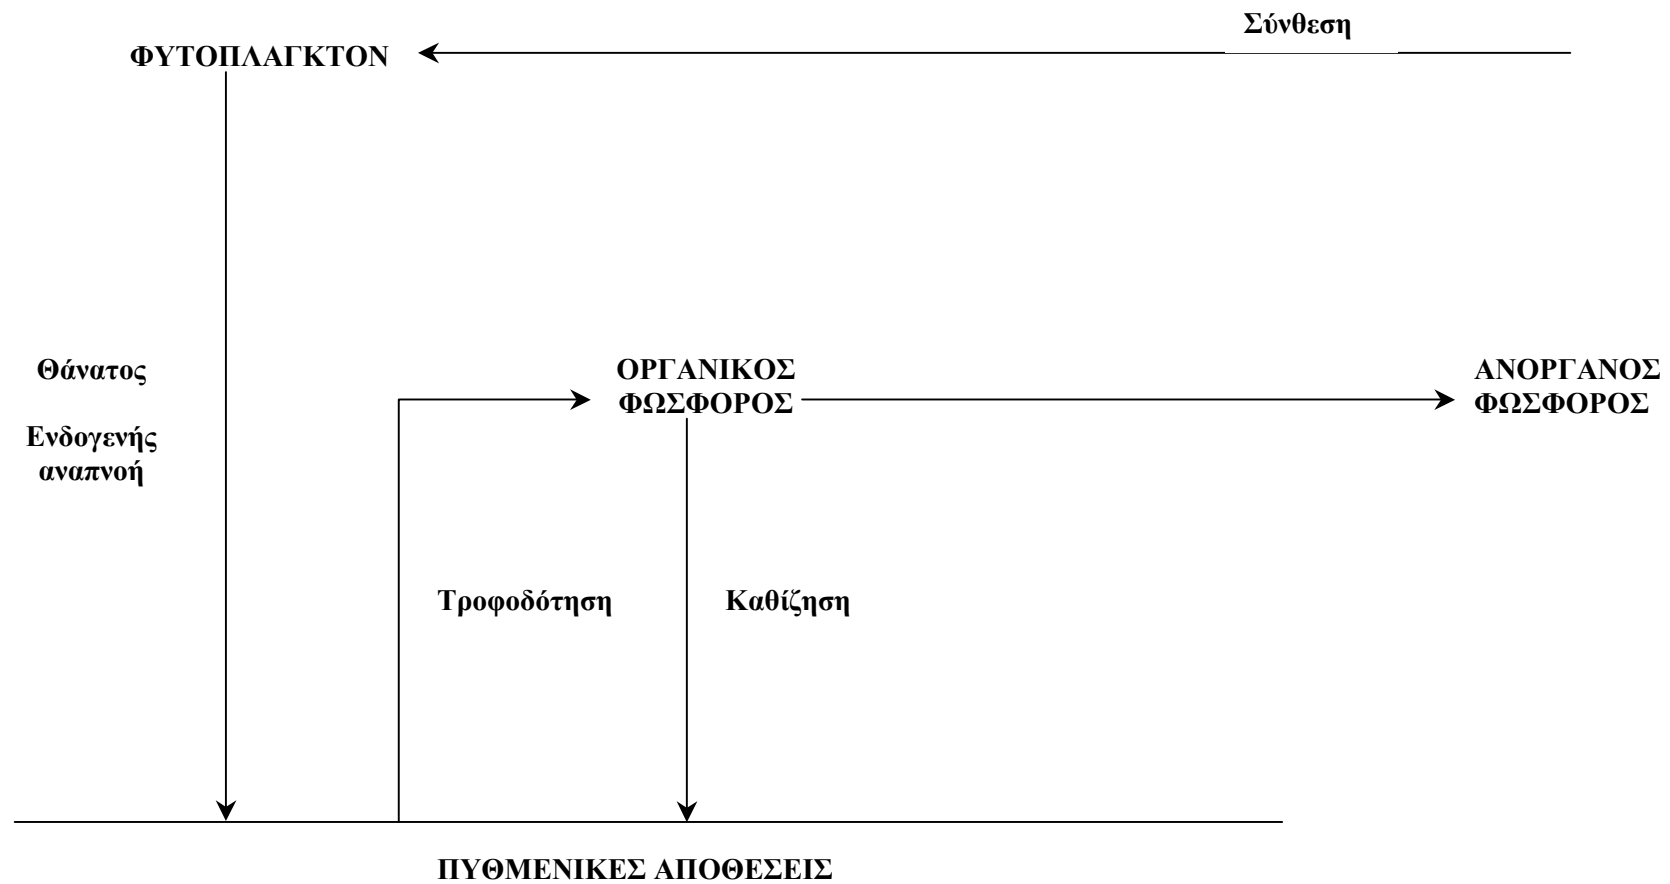 Σύνθεση
ΦΥΤΟΠΛΑΓΚΤΟΝ
Θάνατος
Ενδογενής
αναπνοή
ΟΡΓΑΝΙΚΟΣ
ΦΩΣΦΟΡΟΣ
ΑΝΟΡΓΑΝΟΣ
ΦΩΣΦΟΡΟΣ
Τροφοδότηση
Καθίζηση
ΠΥΘΜΕΝΙΚΕΣ ΑΠΟΘΕΣΕΙΣ